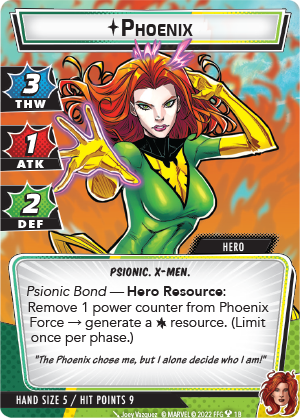 PHOENIX
3
THW
1
ATK
2
DEF
HERO
PSIONIC. X-MEN.
Psionic Bond — Hero Resource:
Remove 1 power counter from Phoenix
Force → generate a resource. (Limit
once per phase.)
"The Phoenix chose me, but I alone decide who I am!"
HAND SIZE 5 / HIT POINTS 9
Joey Vazquez © MARVEL © 2022 FFG 1B